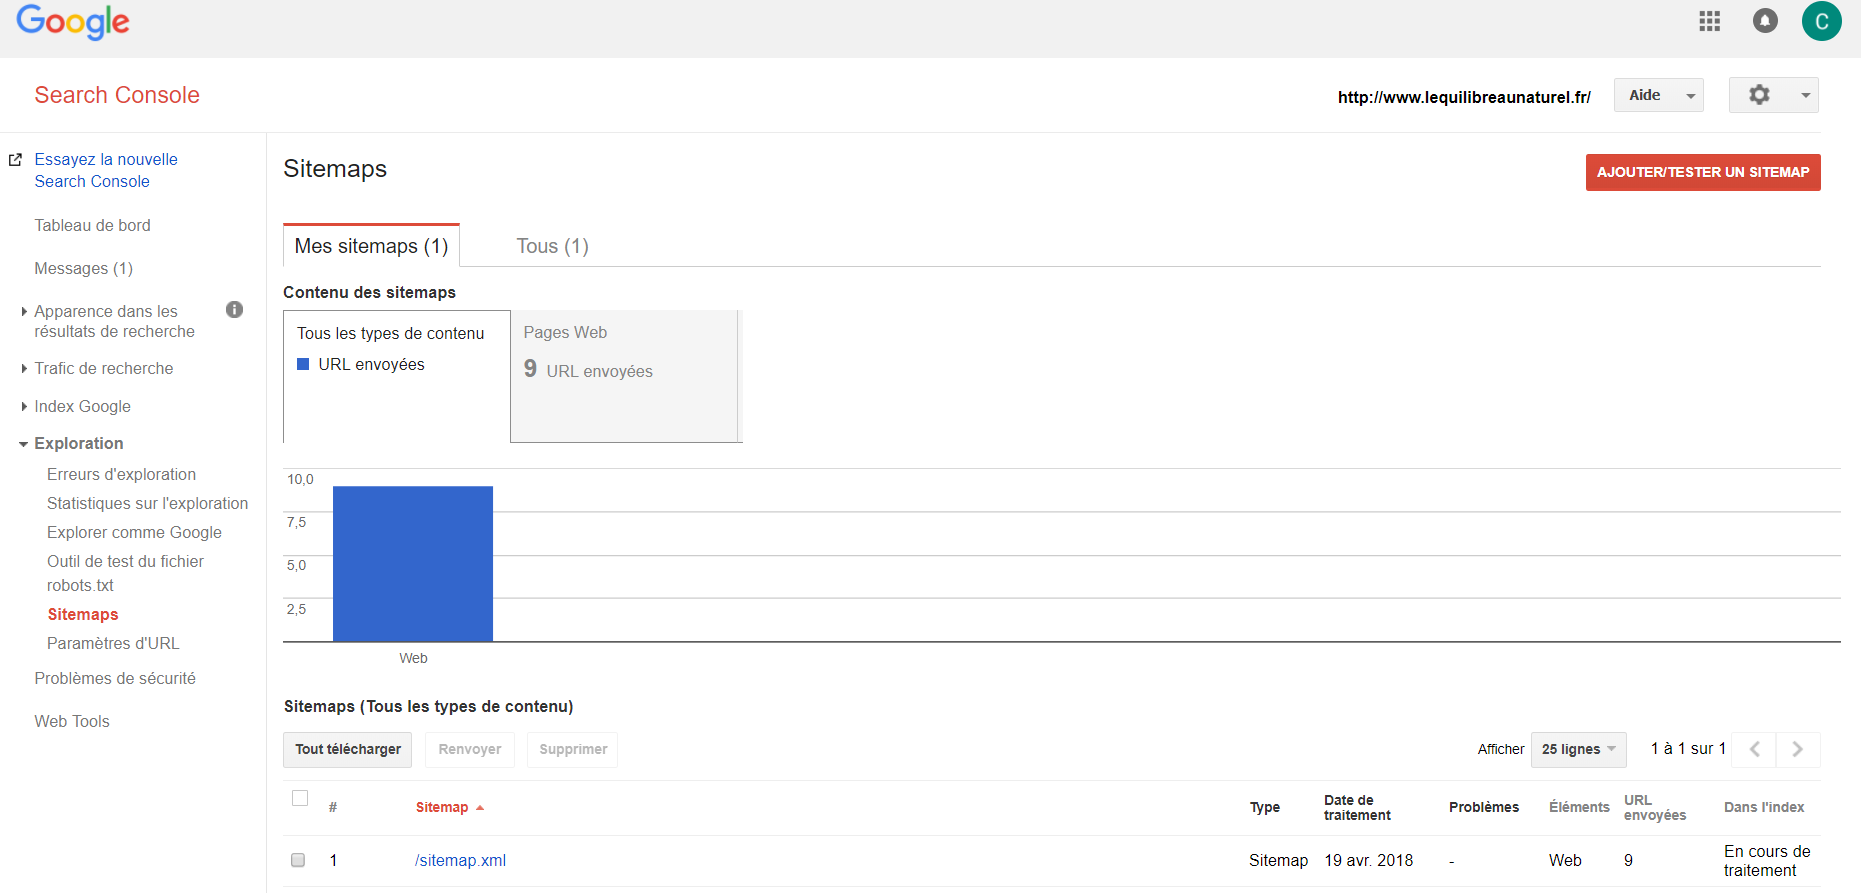 Google
C
Search Console
http://www.lequilibreaunaturel.fr/
Aide
Essayez la nouvelle
Search Console
Tableau de bord
Messages (1)
Apparence dans les
résultats de recherche
i
Trafic de recherche
Index Google
Exploration
Erreurs d'exploration
Statistiques sur l'exploration
Explorer comme Google
Outil de test du fichier
robots.txt
Sitemaps
Paramètres d'URL
Problèmes de sécurité
Web Tools
Sitemaps
AJOUTER/TESTER UN SITEMAP
Mes sitemaps (1)
Tous (1)
Contenu des sitemaps
Tous les types de contenu
URL envoyées
Pages Web
9 URL envoyées
10,0
7,5
5,0
2,5
Web
Sitemaps (Tous les types de contenu)
Tout télécharger
Renvoyer
Supprimer
Afficher
25 lignes
1 à 1 sur 1
#
Sitemap
Type
Date de
traitement
Problèmes
Éléments
URL
envoyées
Dans l'index
1
/sitemap.xml
Sitemap
19 avr. 2018
-
Web
9
En cours de
traitement